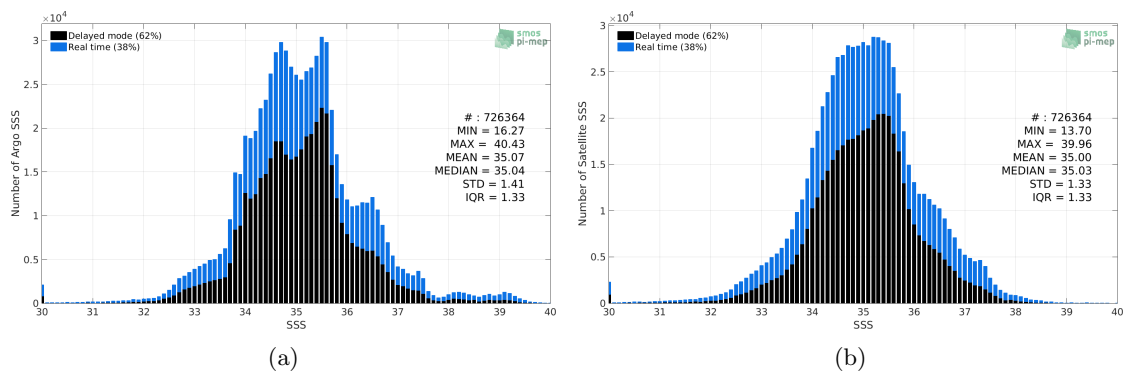 ×10⁴
Delayed mode (62%)
Real time (38%)
smos
pi-mep
3
2.5
2
1.5
1
0.5
0
Number of Argo SSS
# : 726364
MIN = 16.27
MAX = 40.43
MEAN = 35.07
MEDIAN = 35.04
STD = 1.41
IQR = 1.33
30 31 32 33 34 35 36 37 38 39 40
SSS
(a)
×10⁴
Delayed mode (62%)
Real time (38%)
smos
pi-mep
3
2.5
2
1.5
1
0.5
0
Number of Satellite SSS
# : 726364
MIN = 13.70
MAX = 39.96
MEAN = 35.00
MEDIAN = 35.03
STD = 1.33
IQR = 1.33
30 31 32 33 34 35 36 37 38 39 40
SSS
(b)